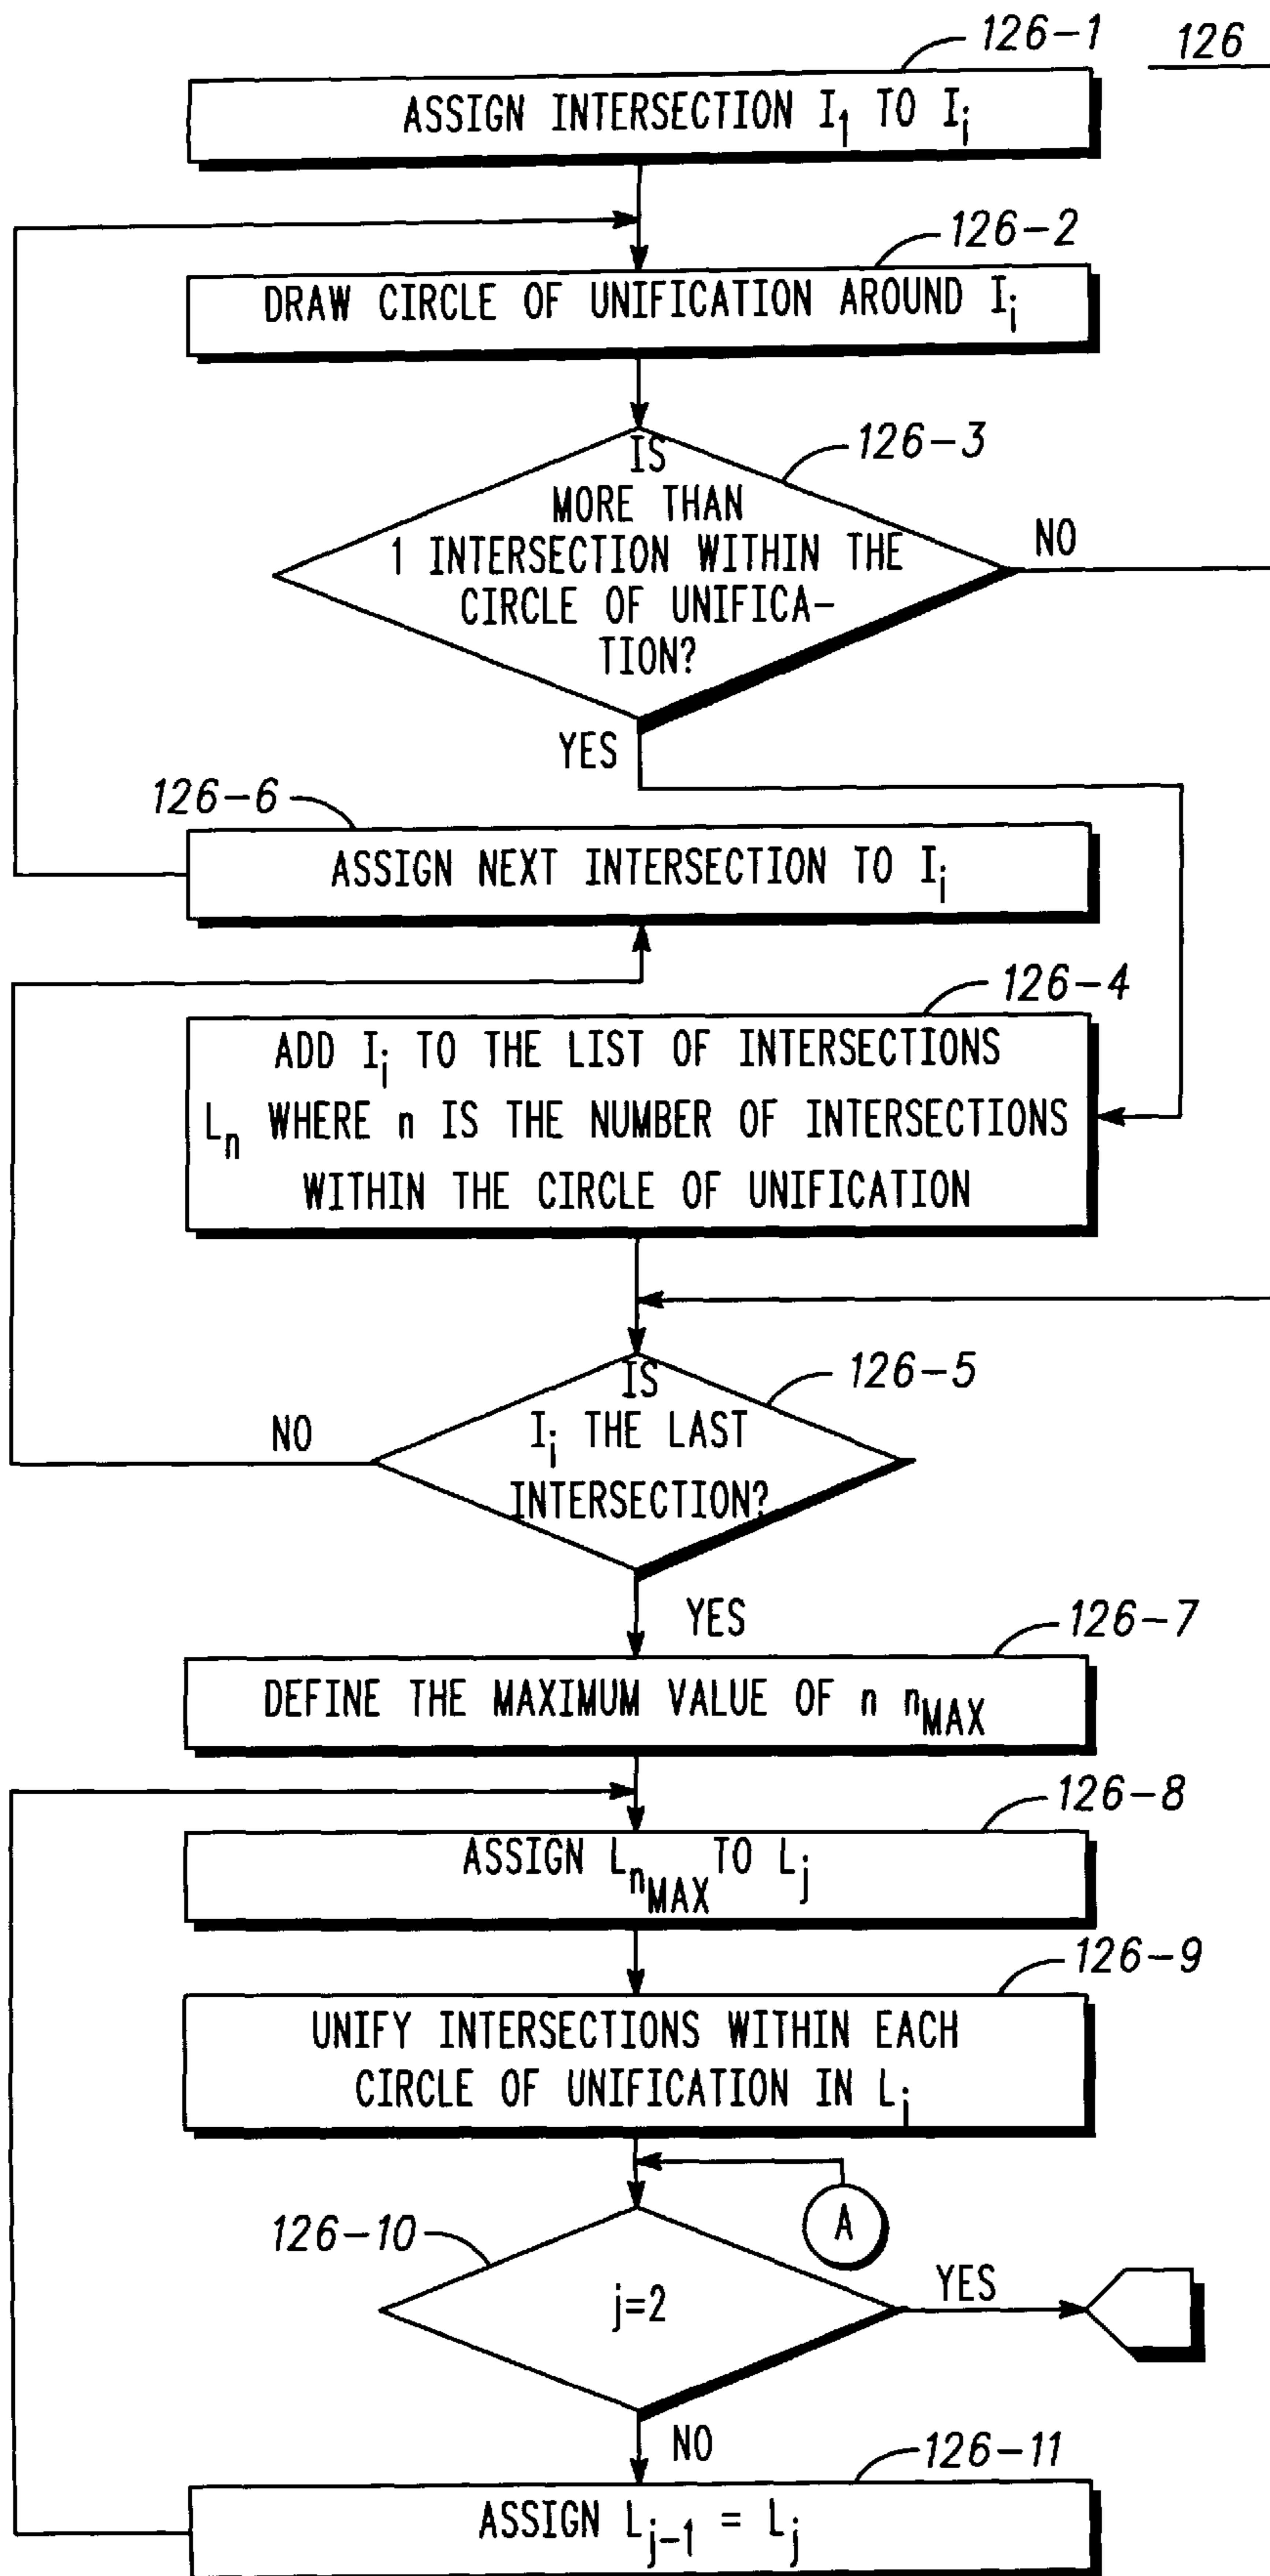 126-1
126
ASSIGN INTERSECTION I1 TO Ii
126-2
DRAW CIRCLE OF UNIFICATION AROUND Ii
126-3
IS
MORE THAN
1 INTERSECTION WITHIN THE
CIRCLE OF UNIFICA-
TION?
NO
YES
126-6
ASSIGN NEXT INTERSECTION TO Ii
126-4
ADD Ii TO THE LIST OF INTERSECTIONS
Ln WHERE n IS THE NUMBER OF INTERSECTIONS
WITHIN THE CIRCLE OF UNIFICATION
126-5
IS
Ii THE LAST
INTERSECTION?
NO
YES
126-7
DEFINE THE MAXIMUM VALUE OF n nMAX
126-8
ASSIGN LnMAX TO Lj
126-9
UNIFY INTERSECTIONS WITHIN EACH
CIRCLE OF UNIFICATION IN Lj
A
126-10
j=2
YES
NO
126-11
ASSIGN Lj-1 = Lj